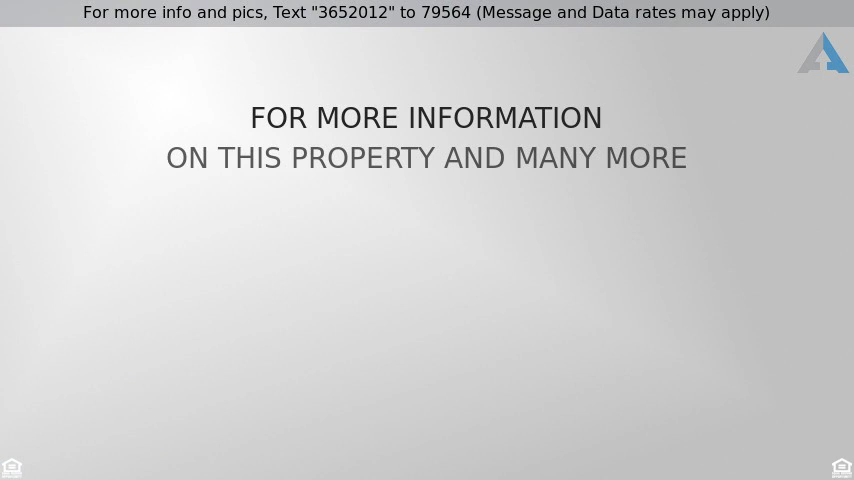 For more info and pics, Text "3652012" to 79564 (Message and Data rates may apply)
FOR MORE INFORMATION
ON THIS PROPERTY AND MANY MORE